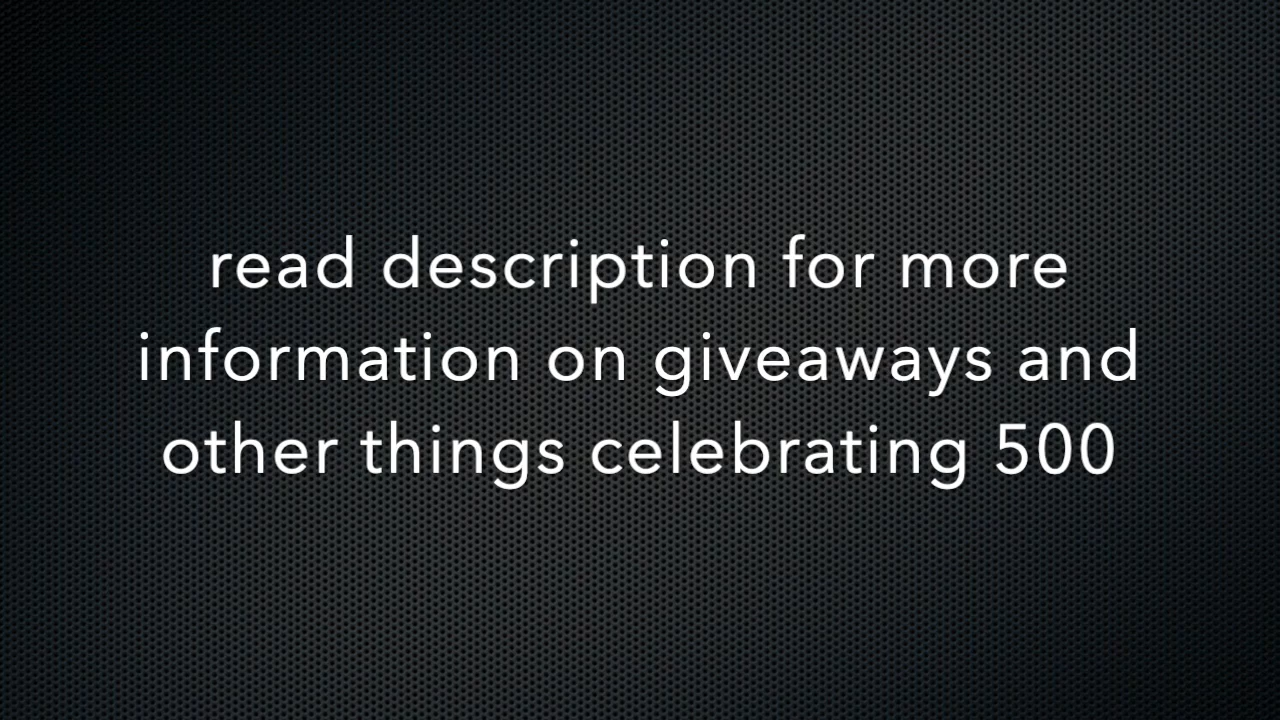 read description for more
information on giveaways and
other things celebrating 500